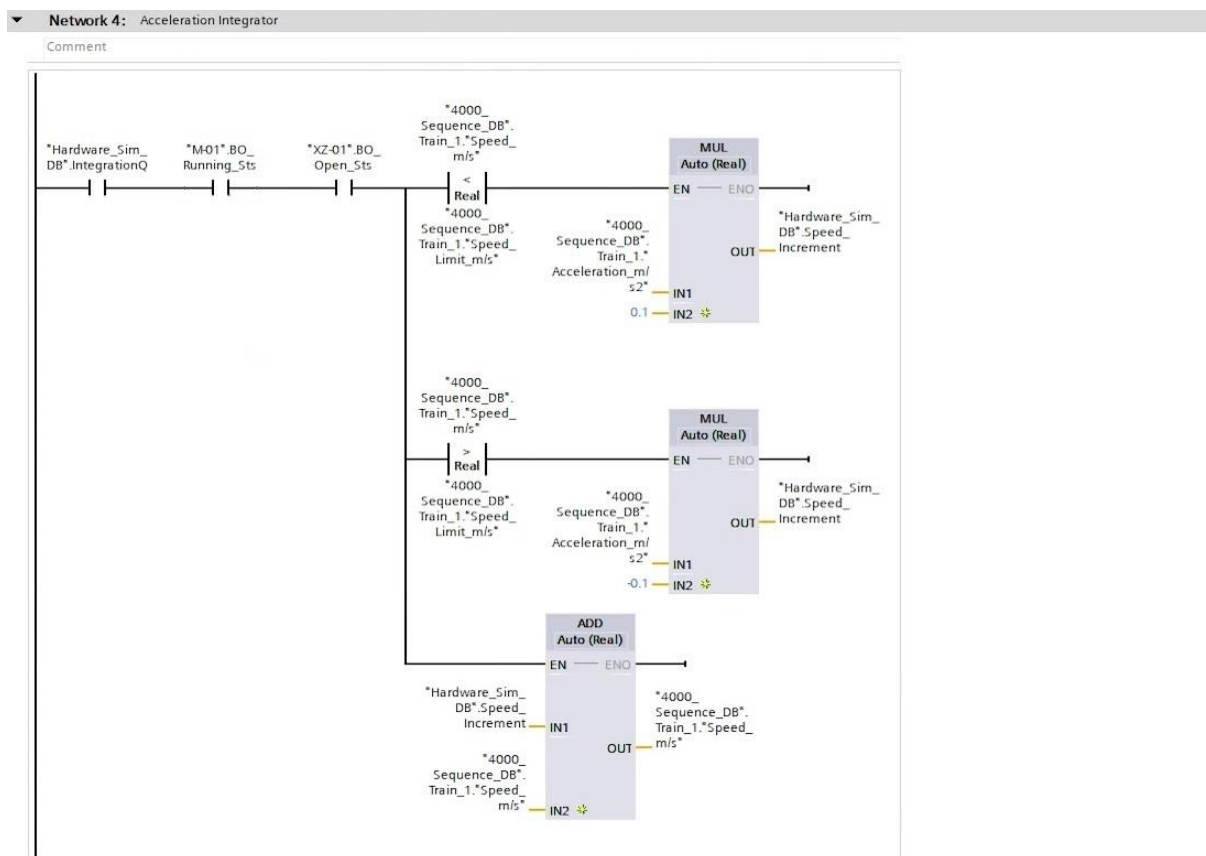 Network 4: Acceleration Integrator
Comment
"Hardware_Sim_
DB".IntegrationQ
"M-01".BO_
Running_Sts
"XZ-01".BO_
Open_Sts
"4000_
Sequence_DB".
Train_1."Speed_
m/s"
<
Real
"4000_
Sequence_DB".
Train_1."Speed_
Limit_m/s"
MUL
Auto (Real)
EN
ENO
"4000_
Sequence_DB".
Train_1."
Acceleration_m/
s2"
IN1
0.1
IN2
OUT
"Hardware_Sim_
DB".Speed_
Increment
"4000_
Sequence_DB".
Train_1."Speed_
m/s"
>
Real
"4000_
Sequence_DB".
Train_1."Speed_
Limit_m/s"
MUL
Auto (Real)
EN
ENO
"4000_
Sequence_DB".
Train_1."
Acceleration_m/
s2"
IN1
-0.1
IN2
OUT
"Hardware_Sim_
DB".Speed_
Increment
ADD
Auto (Real)
EN
ENO
"Hardware_Sim_
DB".Speed_
Increment
IN1
"4000_
Sequence_DB".
Train_1."Speed_
m/s"
IN2
OUT
"4000_
Sequence_DB".
Train_1."Speed_
m/s"